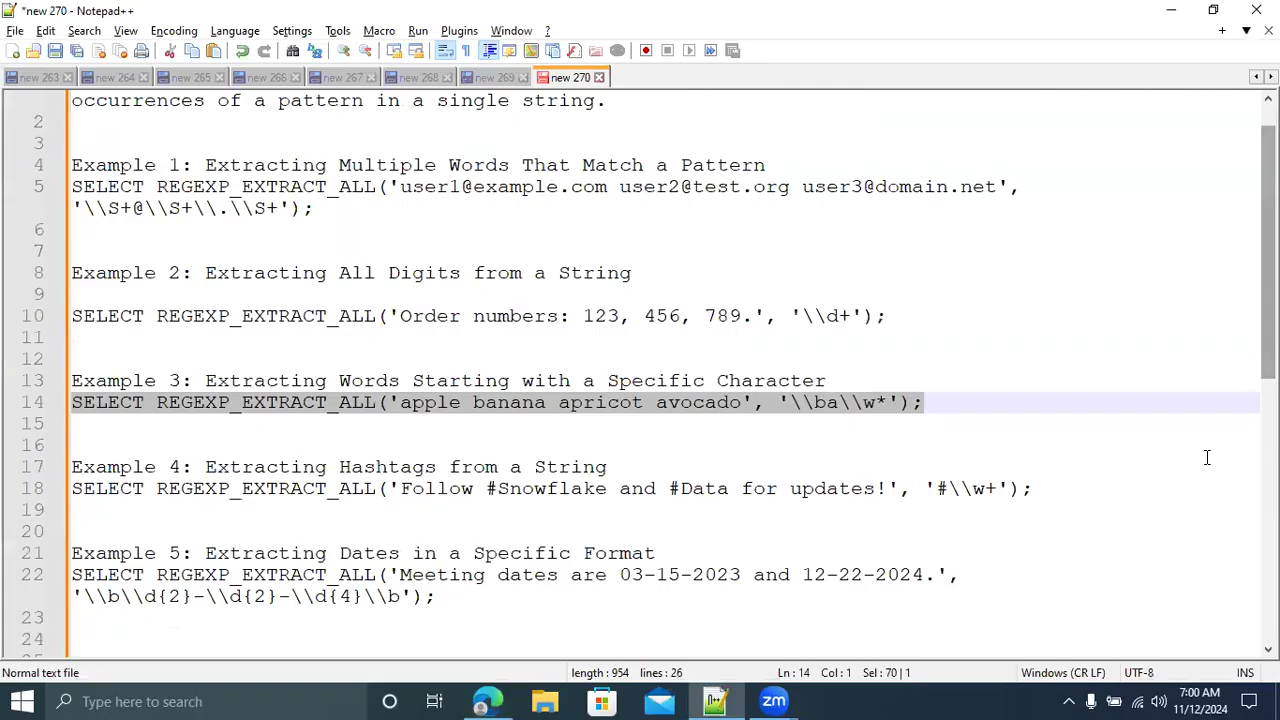 *new 270 - Notepad++
File Edit Search View Encoding Language Settings Tools Macro Run Plugins Window ?
new 263 new 264 new 265 new 266 new 267 new 268 new 269 new 270
occurrences of a pattern in a single string.
2
3
4 Example 1: Extracting Multiple Words That Match a Pattern
5 SELECT REGEXP_EXTRACT_ALL('user1@example.com user2@test.org user3@domain.net',
'\\S+@\\S+\\.\\S+');
6
7
8 Example 2: Extracting All Digits from a String
9
10 SELECT REGEXP_EXTRACT_ALL('Order numbers: 123, 456, 789.', '\\d+');
11
12
13 Example 3: Extracting Words Starting with a Specific Character
14 SELECT REGEXP_EXTRACT_ALL('apple banana apricot avocado', '\\ba\\w*');
15
16
17 Example 4: Extracting Hashtags from a String
18 SELECT REGEXP_EXTRACT_ALL('Follow #Snowflake and #Data for updates!', '#\\w+');
19
20
21 Example 5: Extracting Dates in a Specific Format
22 SELECT REGEXP_EXTRACT_ALL('Meeting dates are 03-15-2023 and 12-22-2024.',
'\\b\\d{2}-\\d{2}-\\d{4}\\b');
23
24
Normal text file length : 954 lines : 26 Ln : 14 Col : 1 Sel : 70 | 1 Windows (CR LF) UTF-8 INS
Type here to search
zm
7:00 AM
11/12/2024